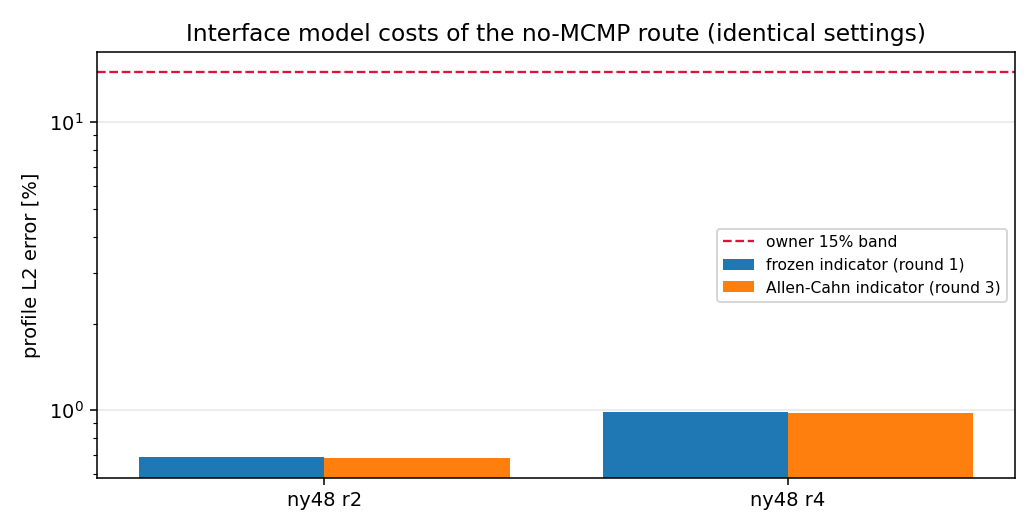 Interface model costs of the no-MCMP route (identical settings)
profile L2 error [%]
10¹
10⁰
owner 15% band
frozen indicator (round 1)
Allen-Cahn indicator (round 3)
ny48 r2
ny48 r4